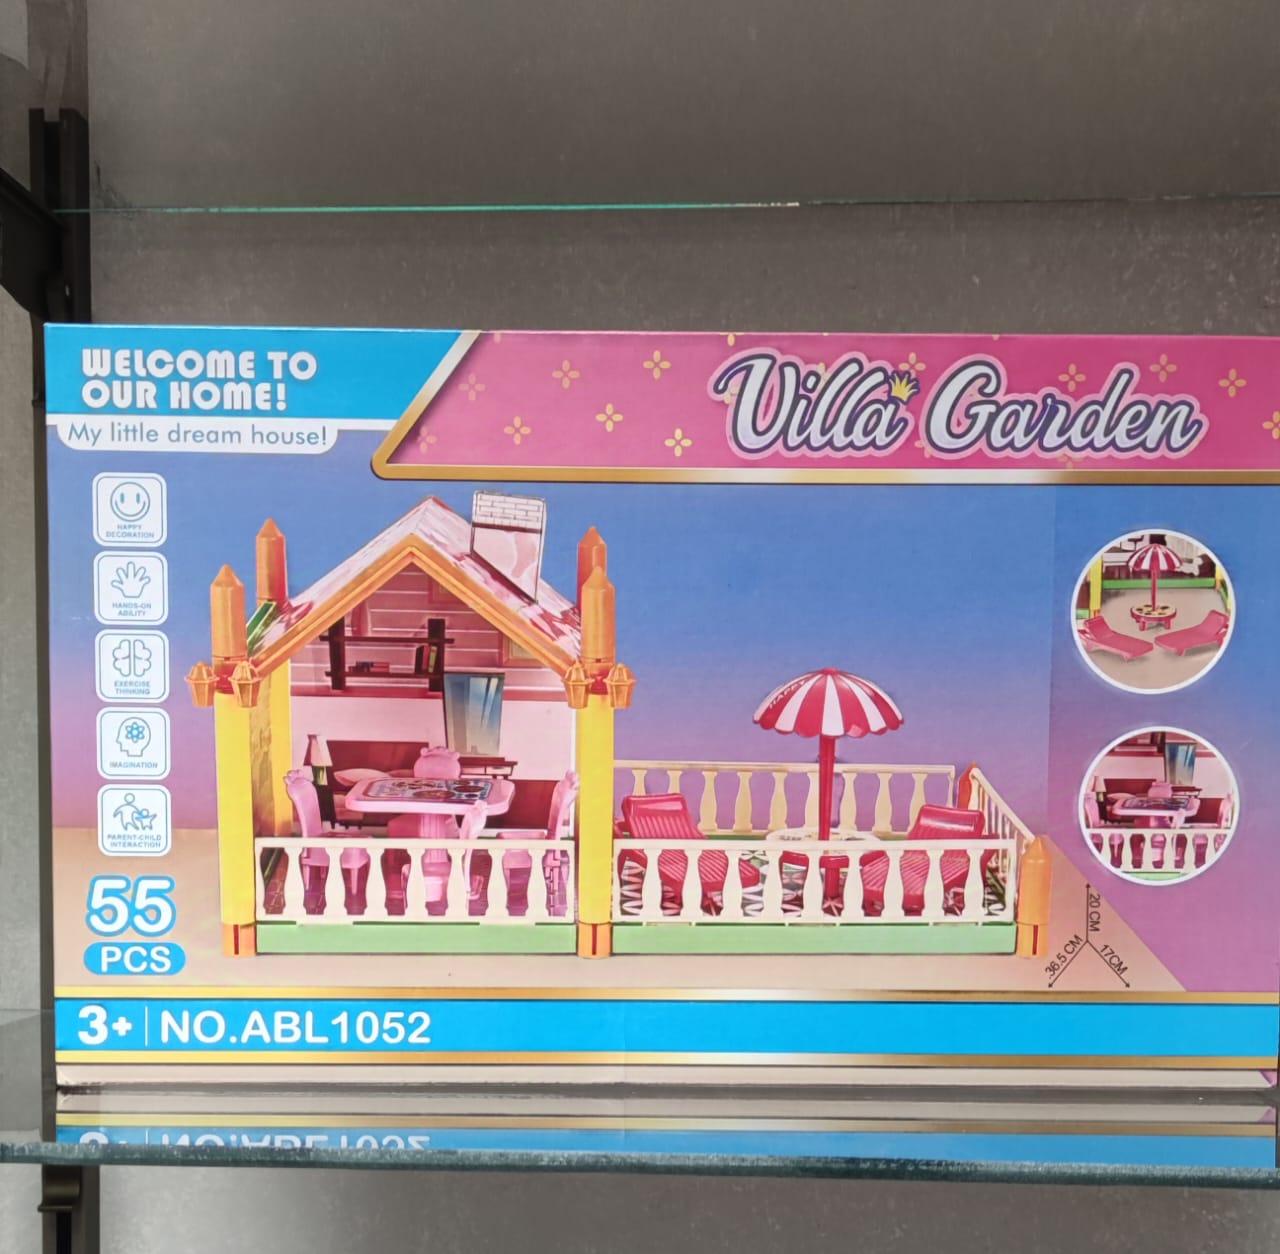 WELCOME TO
OUR HOME!
My little dream house!
Villa Garden
HAPPY
DECORATION
HANDS-ON
ABILITY
EXERCISE
THINKING
IMAGINATION
PARENT-CHILD
INTERACTION
55
PCS
HAPPY
20 CM
36.5 CM
17CM
3+ NO.ABL1052